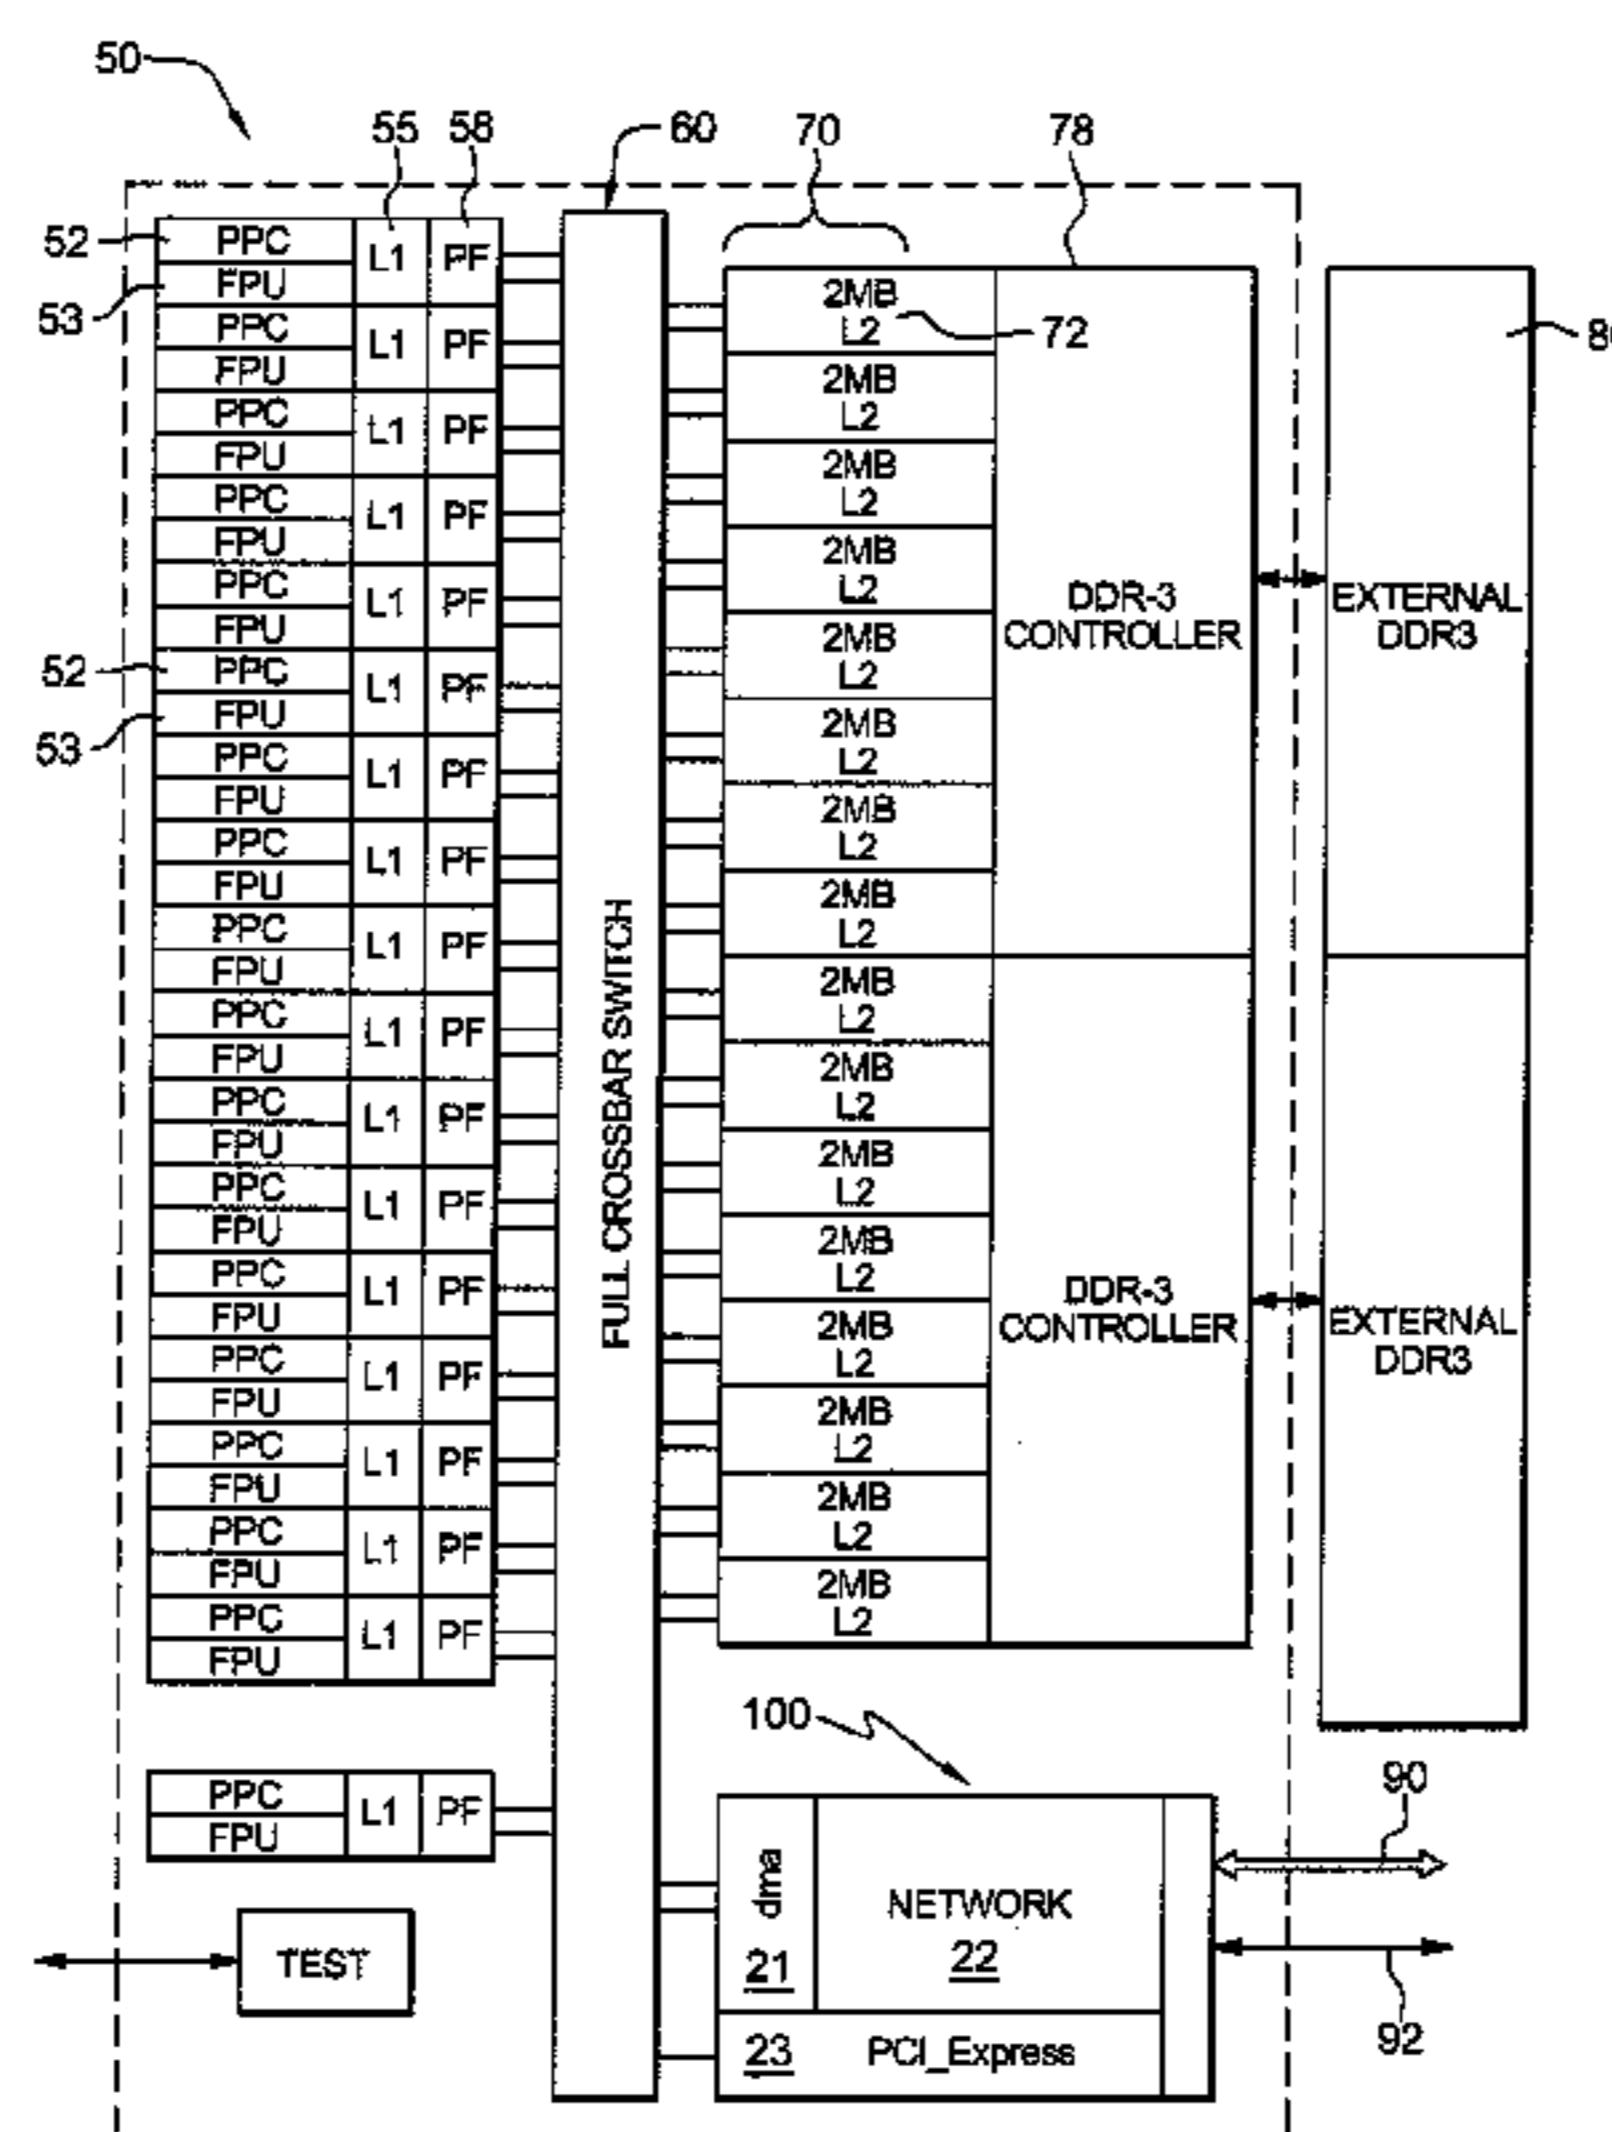 50
55
58
60
70
78
52
53
52
53
PPC
FPU
L1
PF
PPC
FPU
L1
PF
PPC
FPU
L1
PF
PPC
FPU
L1
PF
PPC
FPU
L1
PF
PPC
FPU
L1
PF
PPC
FPU
L1
PF
PPC
FPU
L1
PF
PPC
FPU
L1
PF
PPC
FPU
L1
PF
PPC
FPU
L1
PF
PPC
FPU
L1
PF
PPC
FPU
L1
PF
PPC
FPU
L1
PF
PPC
FPU
L1
PF
PPC
FPU
L1
PF
PPC
FPU
L1
PF
PPC
FPU
L1
PF
TEST
FULL CROSSBAR SWITCH
2MB
L2
72
2MB
L2
2MB
L2
2MB
L2
2MB
L2
2MB
L2
2MB
L2
2MB
L2
2MB
L2
2MB
L2
2MB
L2
2MB
L2
2MB
L2
2MB
L2
2MB
L2
2MB
L2
DDR-3
CONTROLLER
DDR-3
CONTROLLER
EXTERNAL
DDR3
EXTERNAL
DDR3
100
dma
21
NETWORK
22
23
PCI_Express
90
92